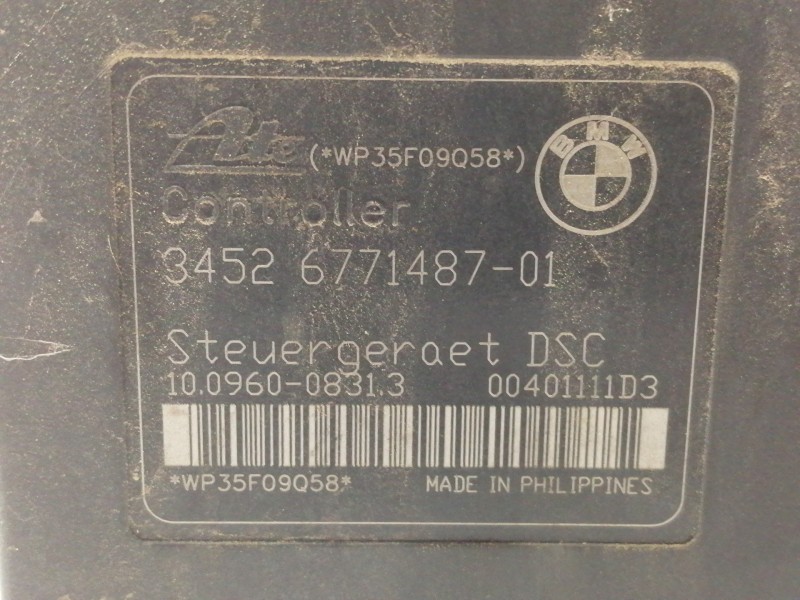 Ate (*WP35F09Q58*)
BMW
Controller
3452 6771487-01
Steuergeraet DSC
10.0960-0831.3 00401111D3
*WP35F09Q58* MADE IN PHILIPPINES